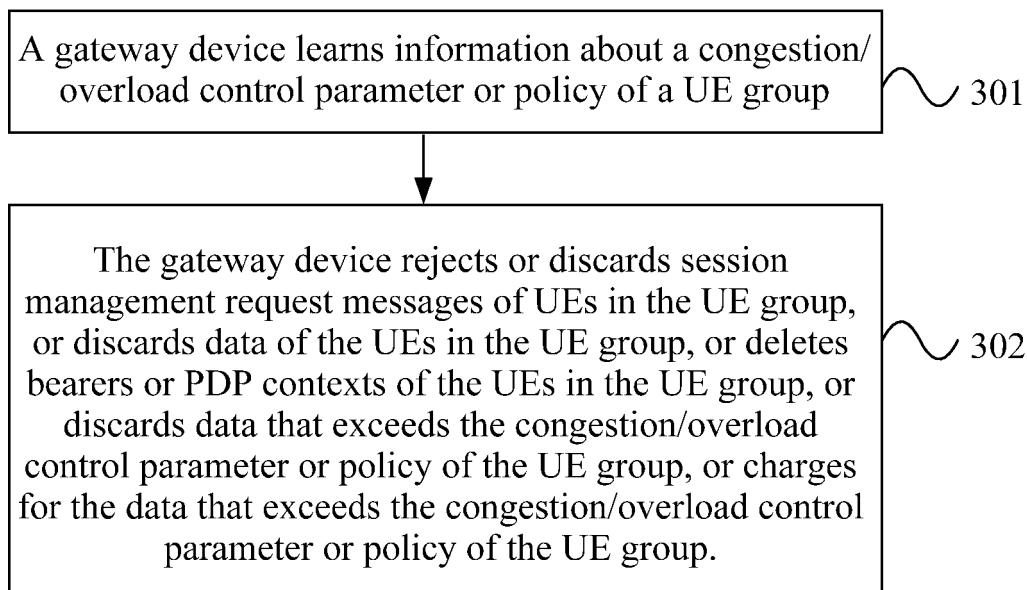 A gateway device learns information about a congestion/
overload control parameter or policy of a UE group
301
The gateway device rejects or discards session
management request messages of UEs in the UE group,
or discards data of the UEs in the UE group, or deletes
bearers or PDP contexts of the UEs in the UE group, or
discards data that exceeds the congestion/overload
control parameter or policy of the UE group, or charges
for the data that exceeds the congestion/overload control
parameter or policy of the UE group.
302